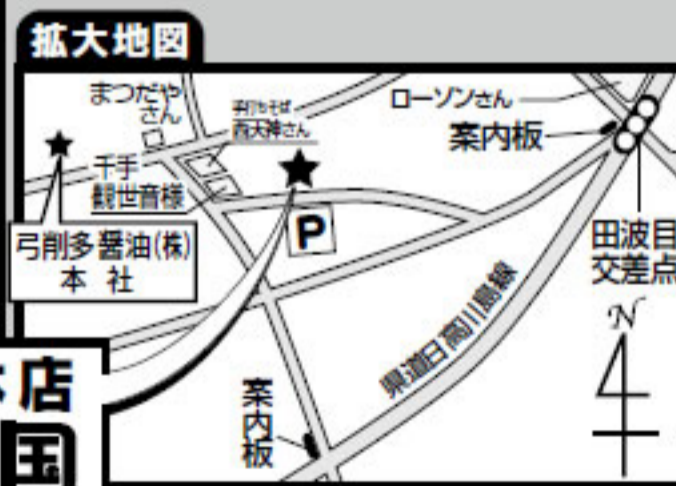 拡大地図
まつだや
さん
手打ちそば
西天神さん
ローソンさん
案内板
千手
観世音様
P
弓削多醤油(株)
本社
田波目
交差点
N
県道日高川島線
案内板
店
国